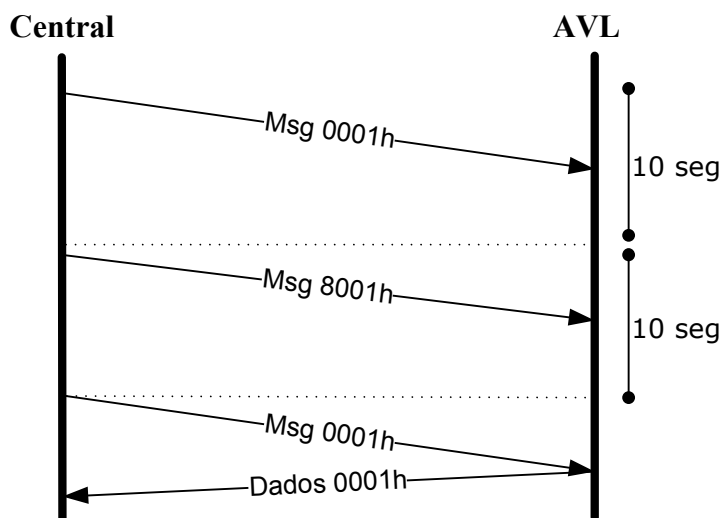 Central
AVL
Msg 0001h
10 seg
Msg 8001h
10 seg
Msg 0001h
Dados 0001h